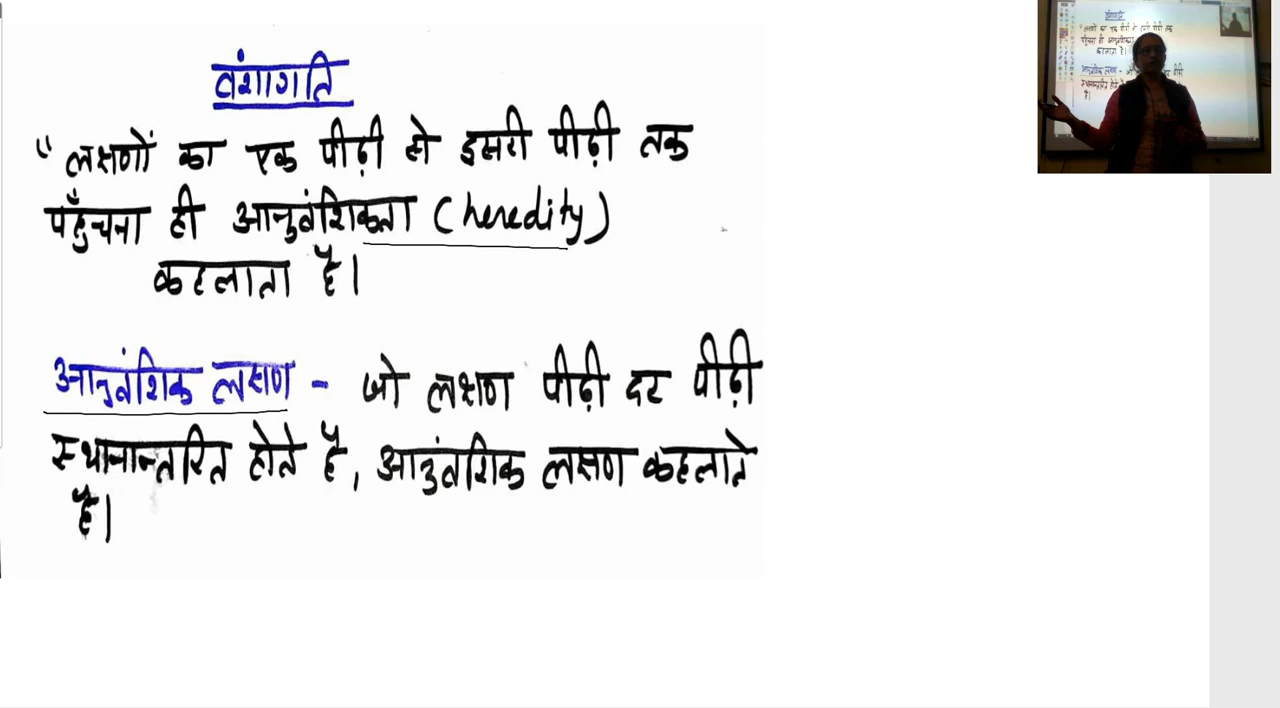 वंशागति
"लक्षणों का एक पीढ़ी से दूसरी पीढ़ी तक
पहुँचना ही आनुवंशिकता (heredity)
कहलाता है।
आनुवंशिक लक्षण - जो लक्षण पीढ़ी दर पीढ़ी
स्थानान्तरित होते है, आनुवंशिक लक्षण कहलाते
है।